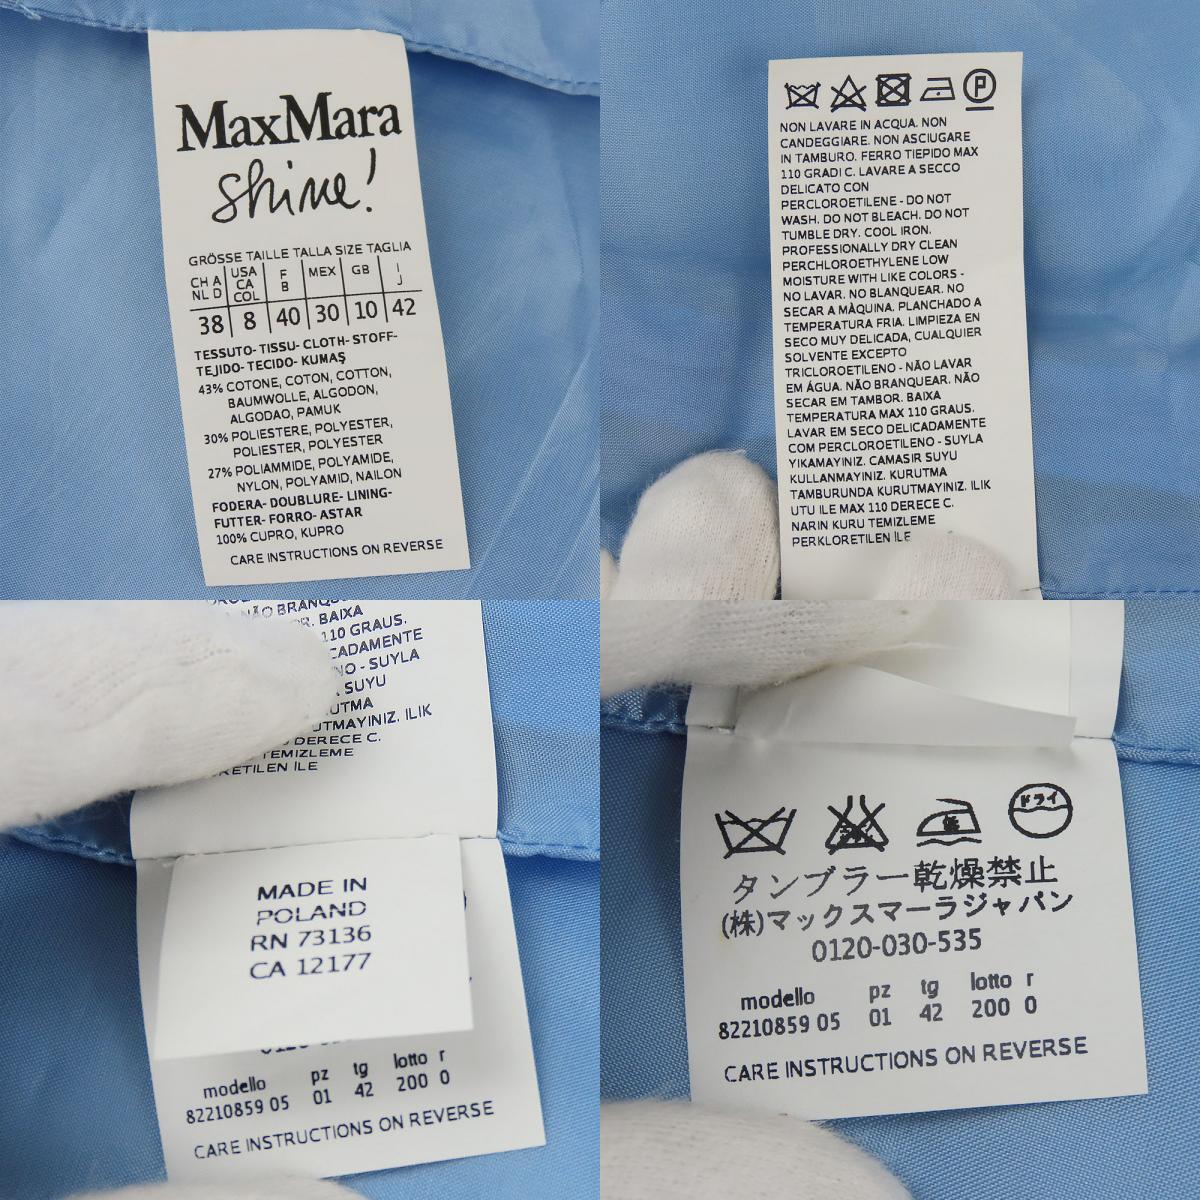 MaxMara
Shine!
GRÖSSE TAILLE TALLA SIZE TAGLIA
CH A NL D
USA CA COL
F B
MEX
GB
I J
38 8 40 30 10 42
TESSUTO- TISSU- CLOTH- STOFF-
TEJIDO- TECIDO- KUMAŞ
43% COTONE, COTON, COTTON,
BAUMWOLLE, ALGODON,
ALGODAO, PAMUK
30% POLIESTERE, POLYESTER,
POLIESTER, POLYESTER
27% POLIAMMIDE, POLYAMIDE,
NYLON, POLYAMID, NAILON
FODERA- DOUBLURE- LINING-
FUTTER- FORRO- ASTAR
100% CUPRO, KUPRO
CARE INSTRUCTIONS ON REVERSE
P
NON LAVARE IN ACQUA. NON
CANDEGGIARE. NON ASCIUGARE
IN TAMBURO. FERRO TIEPIDO MAX
110 GRADI C. LAVARE A SECCO
DELICATO CON
PERCLOROETILENE - DO NOT
WASH. DO NOT BLEACH. DO NOT
TUMBLE DRY. COOL IRON.
PROFESSIONALLY DRY CLEAN
PERCHLOROETHYLENE LOW
MOISTURE WITH LIKE COLORS -
NO LAVAR. NO BLANQUEAR. NO
SECAR A MÀQUINA. PLANCHADO A
TEMPERATURA FRIA. LIMPIEZA EN
SECO MUY DELICADA, CUALQUIER
SOLVENTE EXCEPTO
TRICLOROETILENO - NÃO LAVAR
EM ÁGUA. NÃO BRANQUEAR. NÃO
SECAR EM TAMBOR. BAIXA
TEMPERATURA MAX 110 GRAUS.
LAVAR EM SECO DELICADAMENTE
COM PERCLOROETILENO - SUYLA
YIKAMAYINIZ. CAMASIR SUYU
KULLANMAYINIZ. KURUTMA
TAMBURUNDA KURUTMAYINIZ. ILIK
UTU ILE MAX 110 DERECE C.
NARIN KURU TEMIZLEME
PERKLORETILEN ILE
NÃO BRANQU
R. BAIXA
110 GRAUS.
CADAMENTE
NO - SUYLA
SUYU
UTMA
UTMAYINIZ. ILIK
DERECE C.
TEMIZLEME
RETILEN ILE
MADE IN
POLAND
RN 73136
CA 12177
modello pz tg lotto r
82210859 05 01 42 200 0
CARE INSTRUCTIONS ON REVERSE
低
ドライ
タンブラー乾燥禁止
(株)マックスマーラジャパン
0120-030-535
modello pz tg lotto r
82210859 05 01 42 200 0
CARE INSTRUCTIONS ON REVERSE